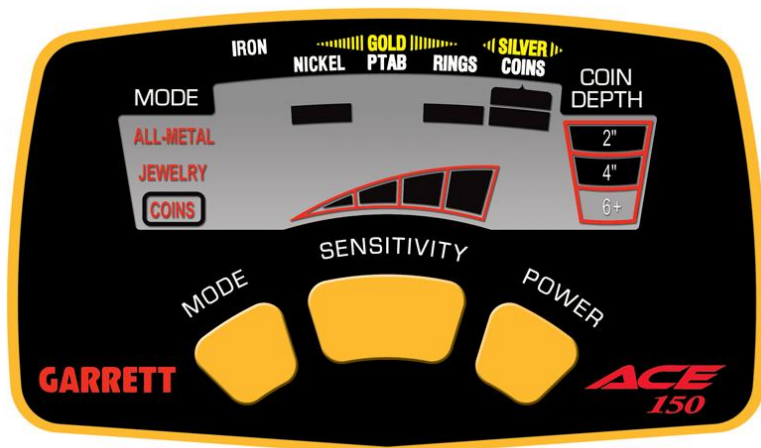 IRON
GOLD
SILVER
NICKEL PTAB RINGS COINS
COIN
DEPTH
MODE
ALL-METAL
JEWELRY
COINS
2"
4"
6+
SENSITIVITY
MODE
POWER
GARRETT
ACE
150